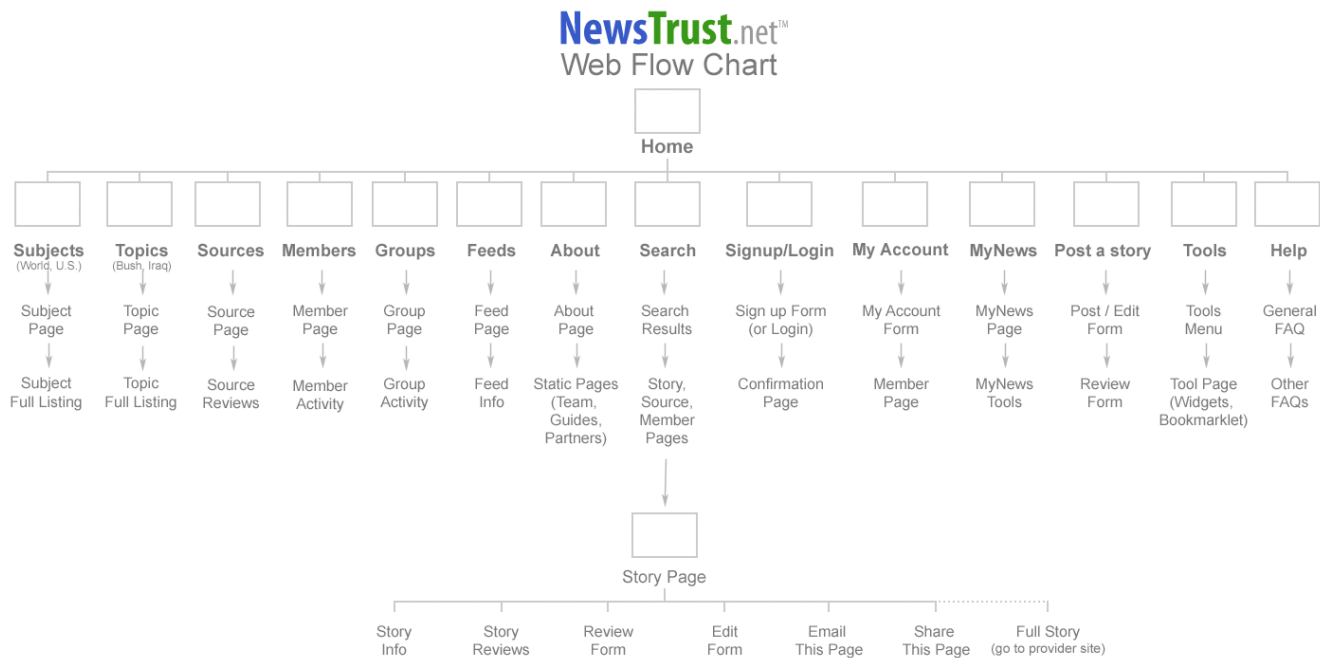 NewsTrust.net™
Web Flow Chart
Home
Subjects
(World, U.S.)
Topics
(Bush, Iraq)
Sources
Members
Groups
Feeds
About
Search
Signup/Login
My Account
MyNews
Post a story
Tools
Help
Subject
Page
Topic
Page
Source
Page
Member
Page
Group
Page
Feed
Page
About
Page
Search
Results
Sign up Form
(or Login)
My Account
Form
MyNews
Page
Post / Edit
Form
Tools
Menu
General
FAQ
Subject
Full Listing
Topic
Full Listing
Source
Reviews
Member
Activity
Group
Activity
Feed
Info
Static Pages
(Team,
Guides,
Partners)
Story,
Source,
Member
Pages
Confirmation
Page
Member
Page
MyNews
Tools
Review
Form
Tool Page
(Widgets,
Bookmarklet)
Other
FAQs
Story Page
Story
Info
Story
Reviews
Review
Form
Edit
Form
Email
This Page
Share
This Page
Full Story
(go to provider site)